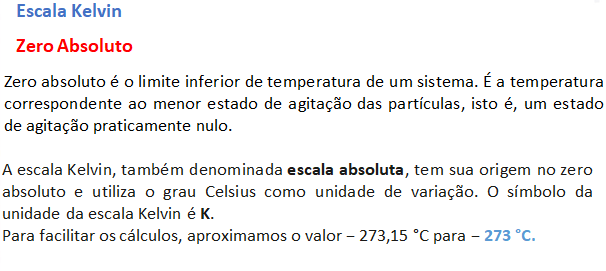 Escala Kelvin
Zero Absoluto
Zero absoluto é o limite inferior de temperatura de um sistema. É a temperatura
correspondente ao menor estado de agitação das partículas, isto é, um estado
de agitação praticamente nulo.
A escala Kelvin, também denominada escala absoluta, tem sua origem no zero
absoluto e utiliza o grau Celsius como unidade de variação. O símbolo da
unidade da escala Kelvin é K.
Para facilitar os cálculos, aproximamos o valor – 273,15 °C para – 273 °C.